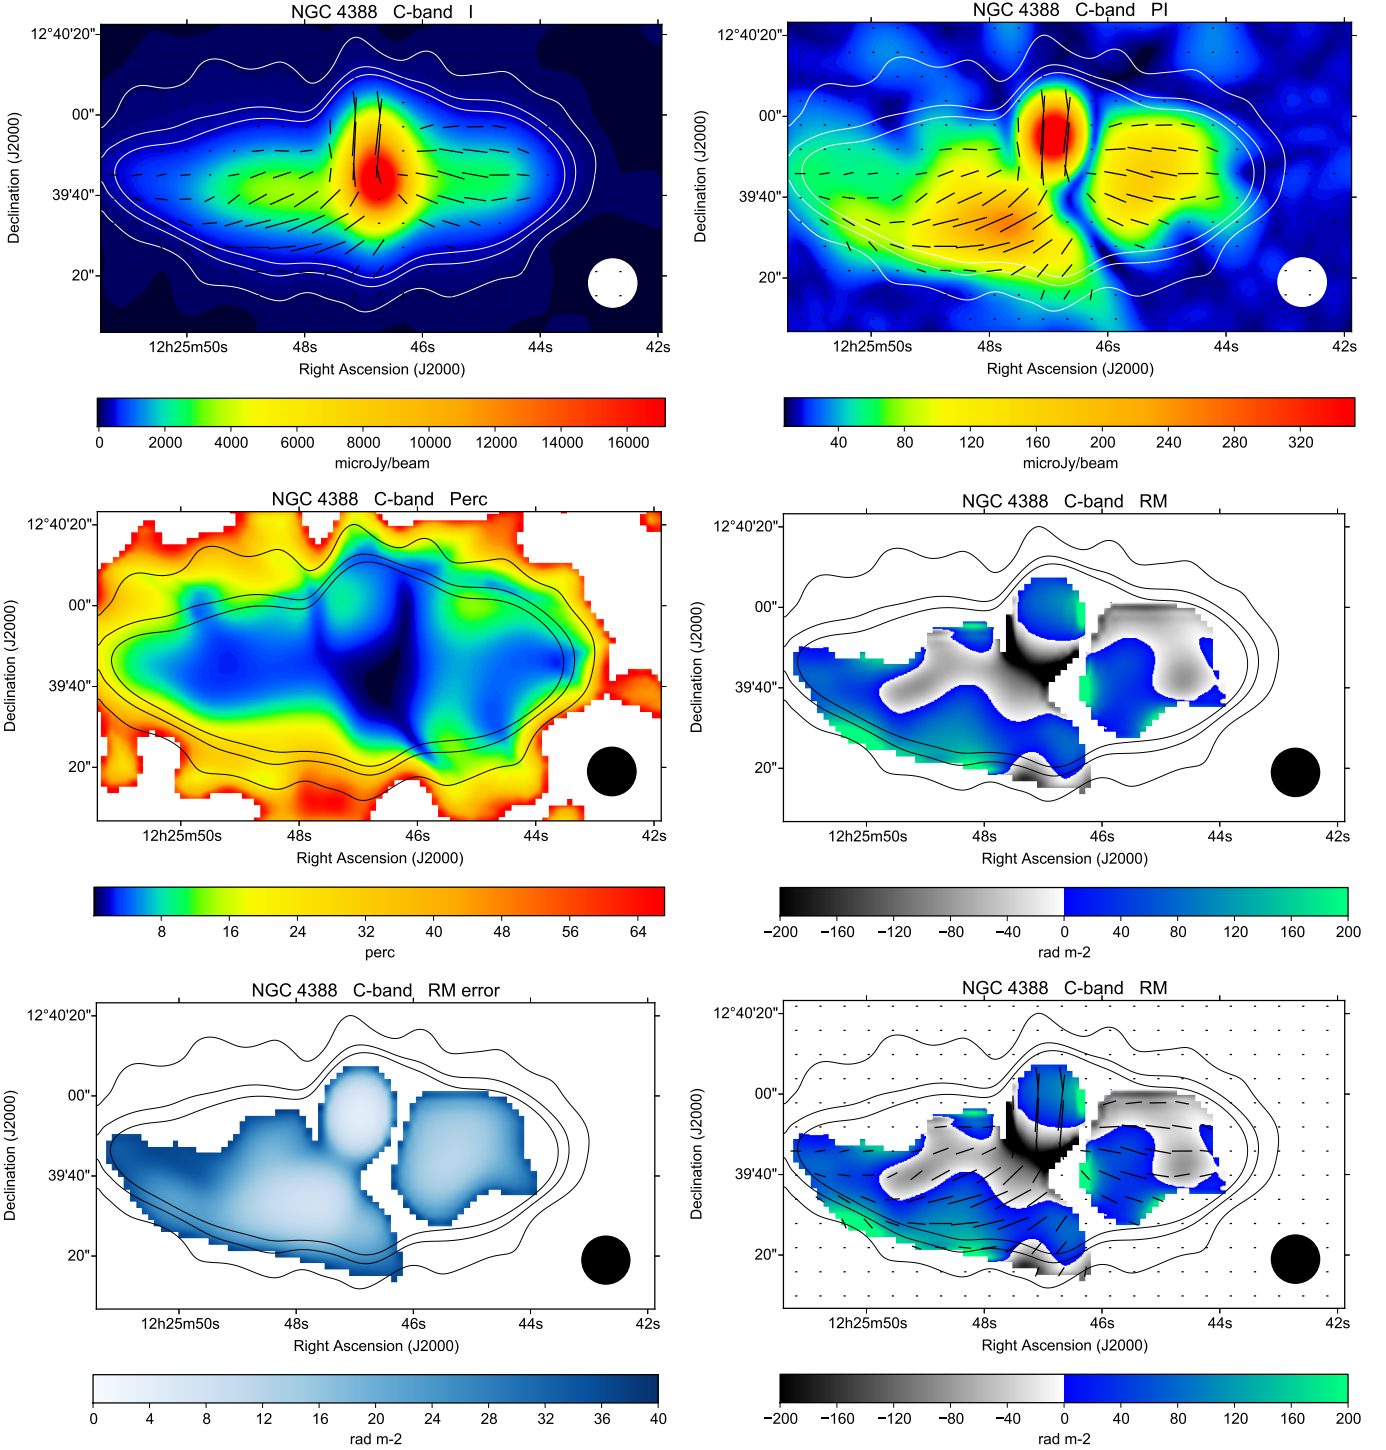 NGC 4388 C-band I
12°40'20"
00"
39'40"
20"
Declination (J2000)
12h25m50s 48s 46s 44s 42s
Right Ascension (J2000)
0 2000 4000 6000 8000 10000 12000 14000 16000
microJy/beam
NGC 4388 C-band PI
12°40'20"
00"
39'40"
20"
Declination (J2000)
12h25m50s 48s 46s 44s 42s
Right Ascension (J2000)
40 80 120 160 200 240 280 320
microJy/beam
NGC 4388 C-band Perc
12°40'20"
00"
39'40"
20"
Declination (J2000)
12h25m50s 48s 46s 44s 42s
Right Ascension (J2000)
8 16 24 32 40 48 56 64
perc
NGC 4388 C-band RM
12°40'20"
00"
39'40"
20"
Declination (J2000)
12h25m50s 48s 46s 44s 42s
Right Ascension (J2000)
−200 −160 −120 −80 −40 0 40 80 120 160 200
rad m-2
NGC 4388 C-band RM error
12°40'20"
00"
39'40"
20"
Declination (J2000)
12h25m50s 48s 46s 44s 42s
Right Ascension (J2000)
0 4 8 12 16 20 24 28 32 36 40
rad m-2
NGC 4388 C-band RM
12°40'20"
00"
39'40"
20"
Declination (J2000)
12h25m50s 48s 46s 44s 42s
Right Ascension (J2000)
−200 −160 −120 −80 −40 0 40 80 120 160 200
rad m-2